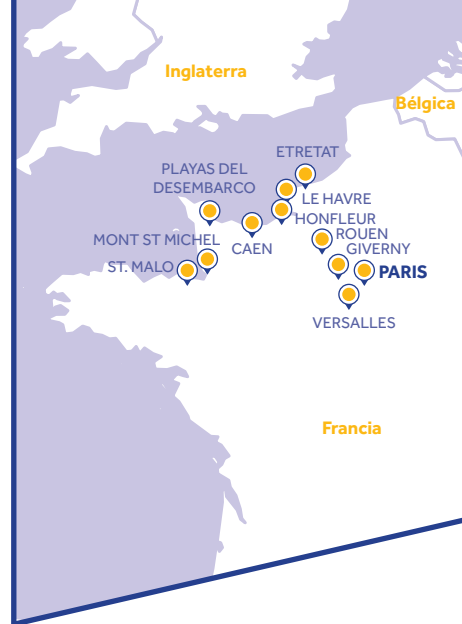 Inglaterra
Bélgica
ETRETAT
PLAYAS DEL
DESEMBARCO
LE HAVRE
HONFLEUR
ROUEN
MONT ST MICHEL
CAEN
GIVERNY
ST. MALO
PARIS
VERSALLES
Francia